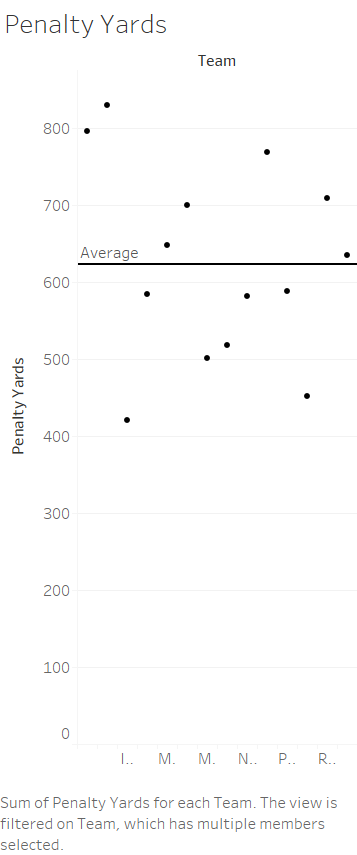 Penalty Yards
Team
800
700
Average
600
500
400
300
200
100
0
Penalty Yards
I.. M. M. N.. P.. R..
Sum of Penalty Yards for each Team. The view is
filtered on Team, which has multiple members
selected.